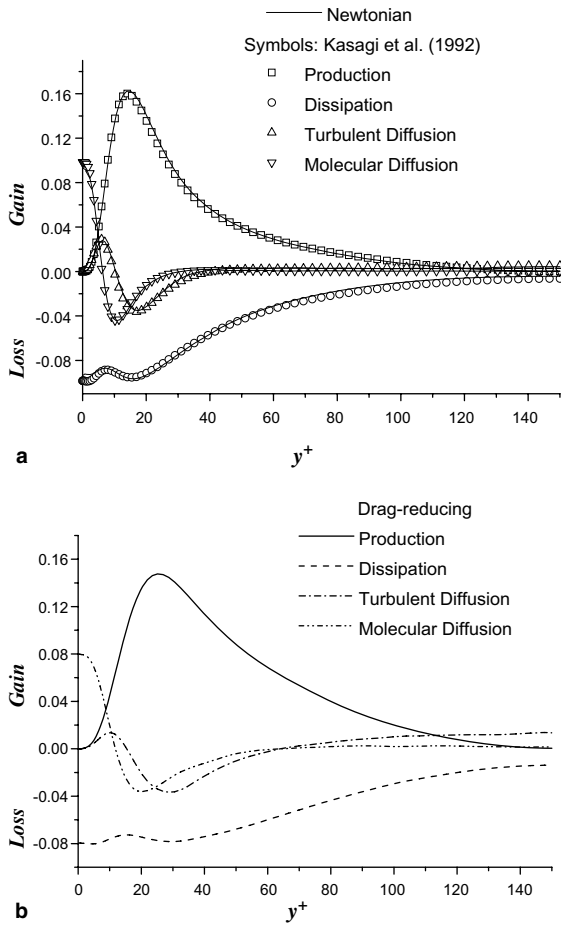 Newtonian
Symbols: Kasagi et al. (1992)
Production
Dissipation
Turbulent Diffusion
Molecular Diffusion
Gain
Loss
0.16
0.12
0.08
0.04
0.00
-0.04
-0.08
0 20 40 60 80 100 120 140
y+
a
Drag-reducing
Production
Dissipation
Turbulent Diffusion
Molecular Diffusion
Gain
Loss
0.16
0.12
0.08
0.04
0.00
-0.04
-0.08
0 20 40 60 80 100 120 140
y+
b